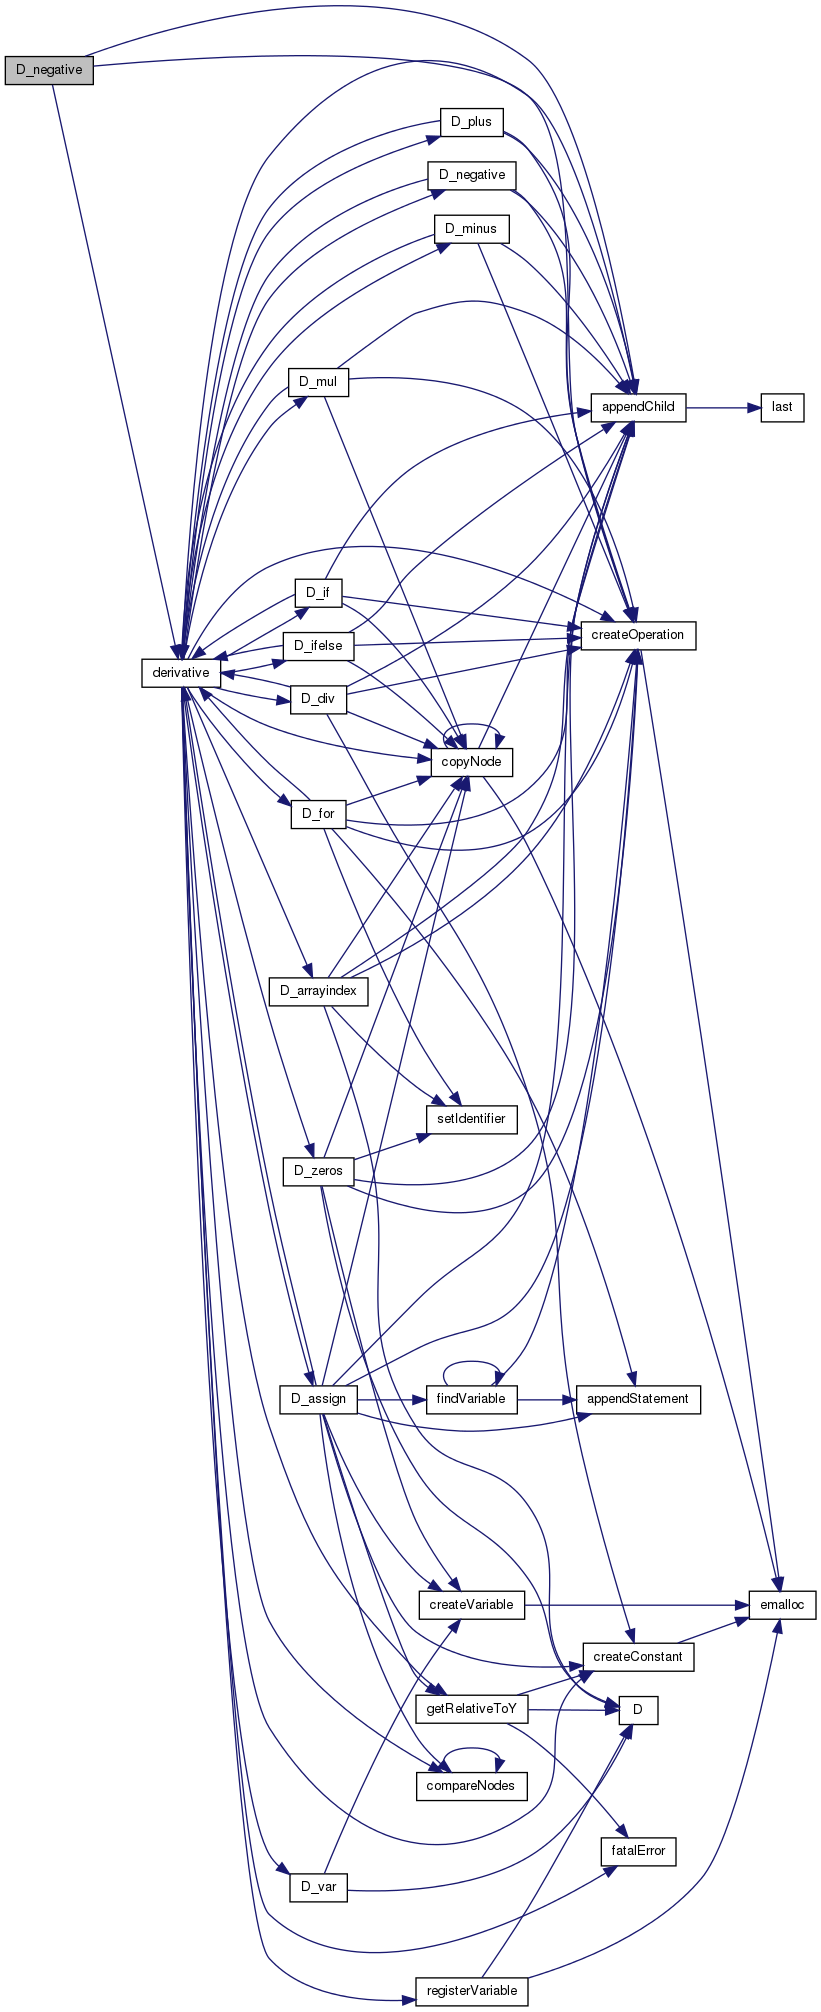 D_negative
D_plus
D_negative
D_minus
D_mul
appendChild
last
D_if
createOperation
D_ifelse
derivative
D_div
copyNode
D_for
D_arrayindex
setIdentifier
D_zeros
D_assign
findVariable
appendStatement
createVariable
emalloc
createConstant
getRelativeToY
D
compareNodes
fatalError
D_var
registerVariable